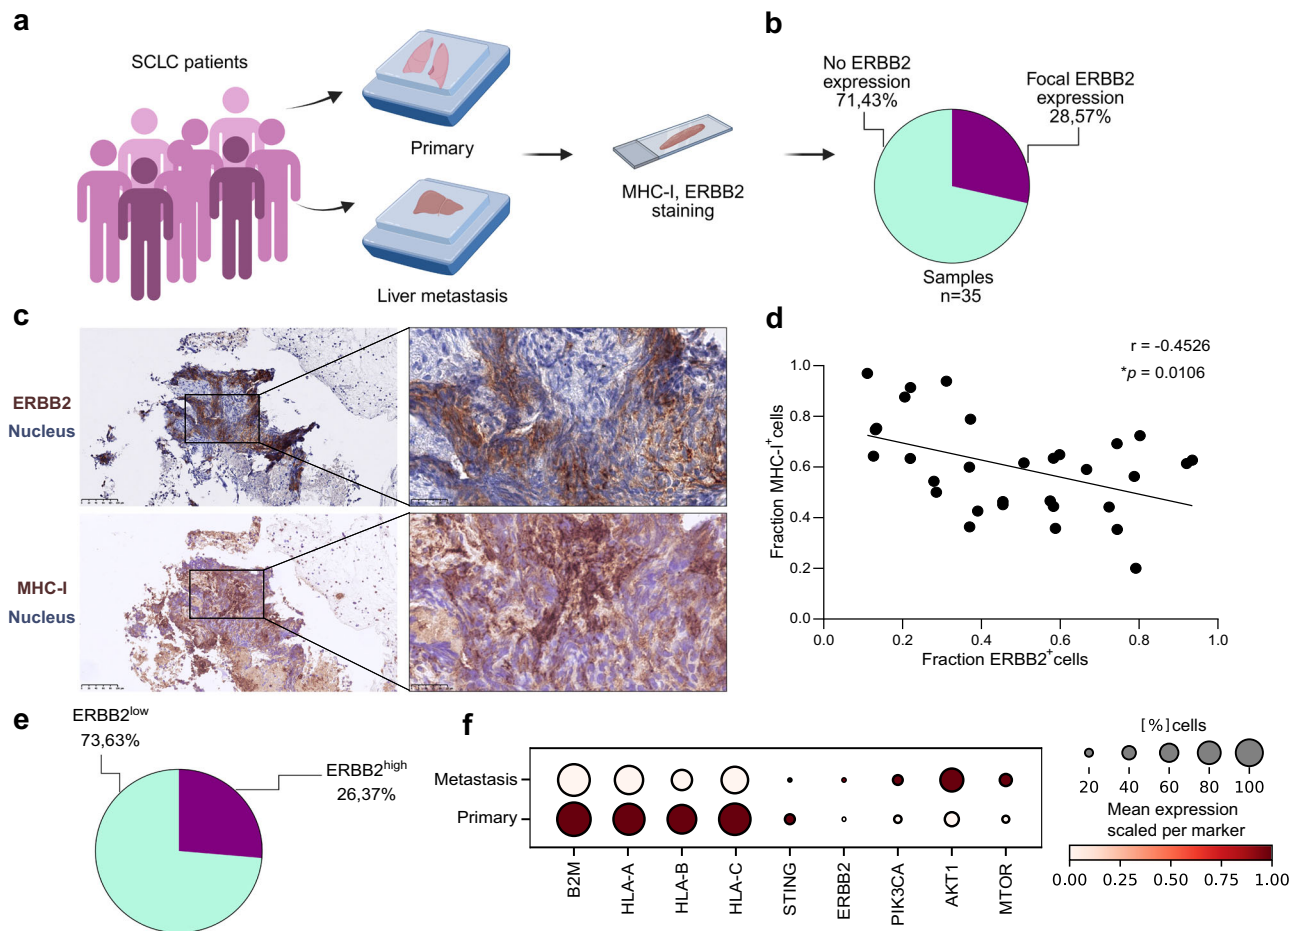 a
SCLC patients
Primary
Liver metastasis
MHC-I, ERBB2
staining
b
No ERBB2
expression
71,43%
Focal ERBB2
expression
28,57%
Samples
n=35
c
ERBB2
Nucleus
MHC-I
Nucleus
d
r = -0.4526
*p = 0.0106
Fraction MHC-I⁺cells
1.0
0.8
0.6
0.4
0.2
0.0
0.0 0.2 0.4 0.6 0.8 1.0
Fraction ERBB2⁺cells
e
ERBB2ˡᵒʷ
73,63%
ERBB2ʰⁱᵍʰ
26,37%
f
Metastasis
Primary
B2M HLA-A HLA-B HLA-C STING ERBB2 PIK3CA AKT1 MTOR
[%] cells
20 40 60 80 100
Mean expression
scaled per marker
0.00 0.25 0.50 0.75 1.00